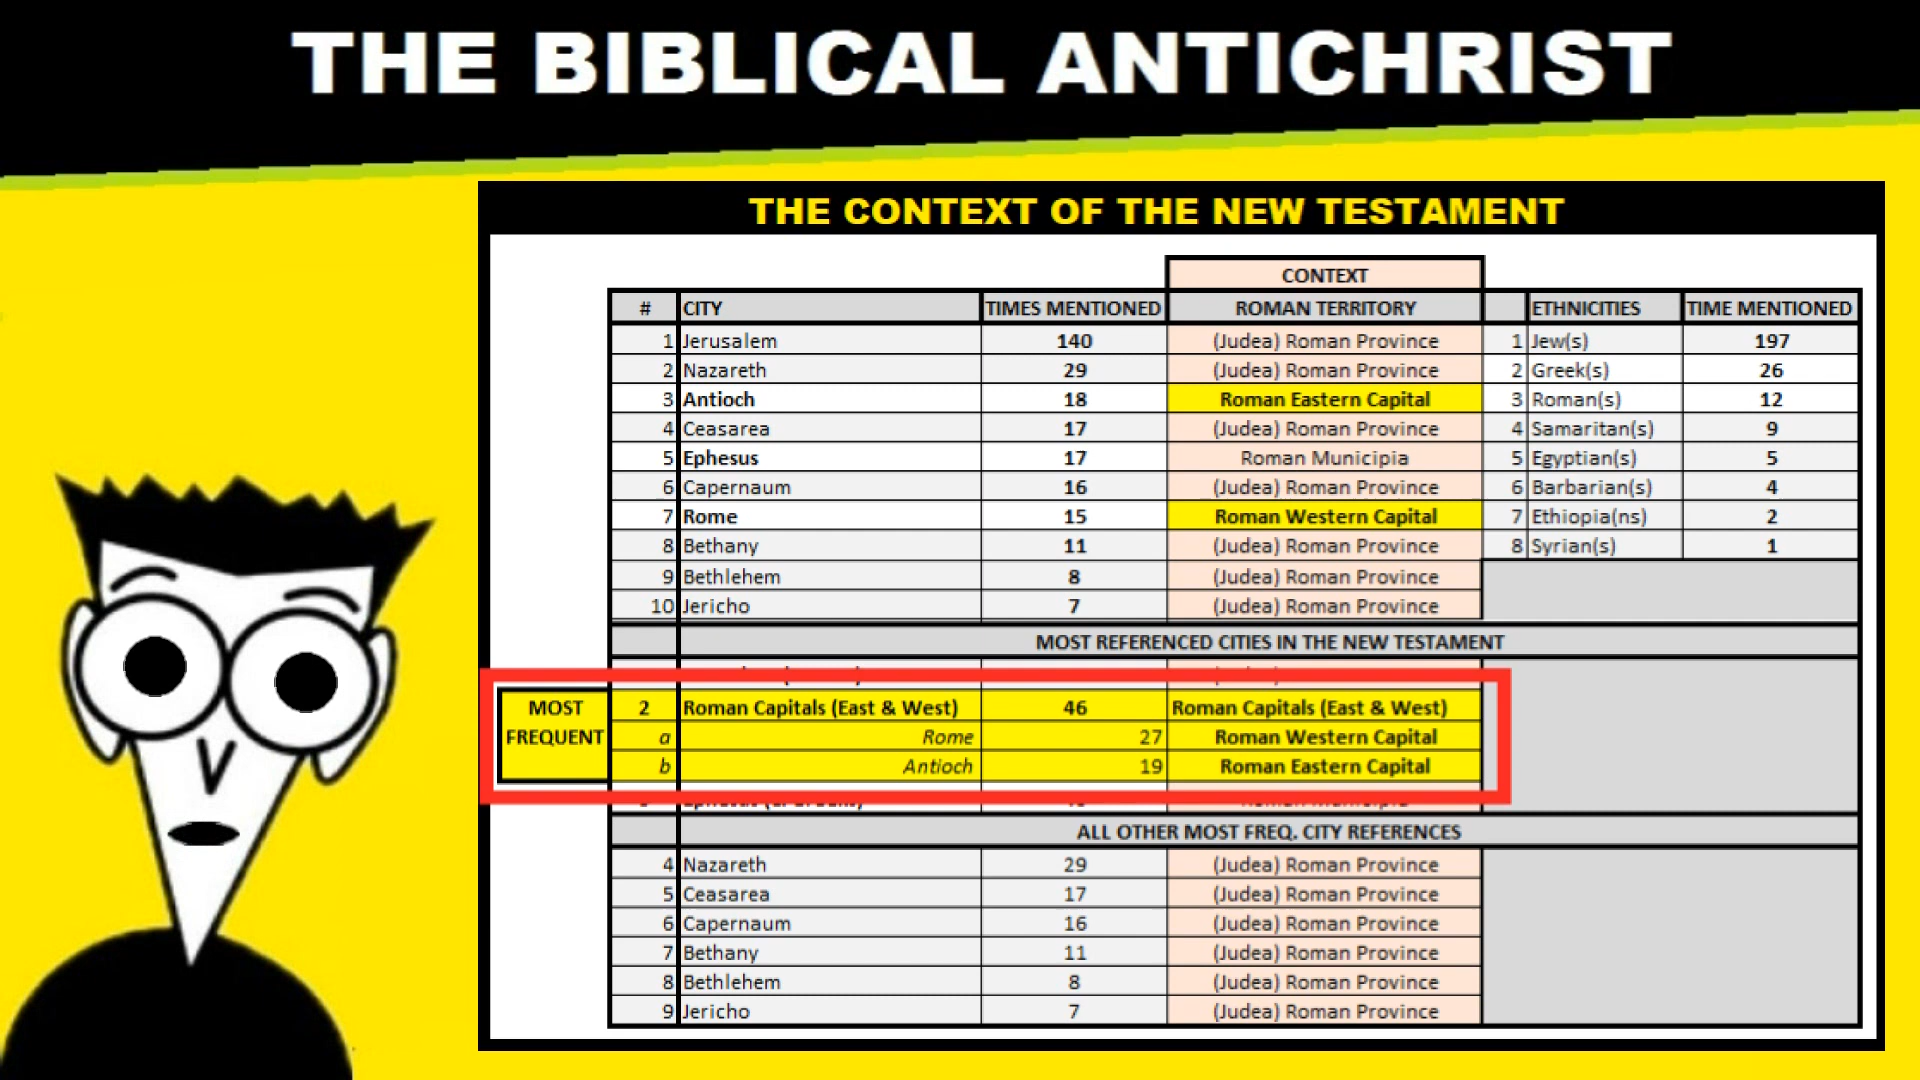 THE BIBLICAL ANTICHRIST
THE CONTEXT OF THE NEW TESTAMENT
CONTEXT
# CITY TIMES MENTIONED ROMAN TERRITORY ETHNICITIES TIME MENTIONED
1 Jerusalem 140 (Judea) Roman Province 1 Jew(s) 197
2 Nazareth 29 (Judea) Roman Province 2 Greek(s) 26
3 Antioch 18 Roman Eastern Capital 3 Roman(s) 12
4 Ceasarea 17 (Judea) Roman Province 4 Samaritan(s) 9
5 Ephesus 17 Roman Municipia 5 Egyptian(s) 5
6 Capernaum 16 (Judea) Roman Province 6 Barbarian(s) 4
7 Rome 15 Roman Western Capital 7 Ethiopia(ns) 2
8 Bethany 11 (Judea) Roman Province 8 Syrian(s) 1
9 Bethlehem 8 (Judea) Roman Province
10 Jericho 7 (Judea) Roman Province
MOST REFERENCED CITIES IN THE NEW TESTAMENT
MOST 2 Roman Capitals (East & West) 46 Roman Capitals (East & West)
FREQUENT a Rome 27 Roman Western Capital
b Antioch 19 Roman Eastern Capital
ALL OTHER MOST FREQ. CITY REFERENCES
4 Nazareth 29 (Judea) Roman Province
5 Ceasarea 17 (Judea) Roman Province
6 Capernaum 16 (Judea) Roman Province
7 Bethany 11 (Judea) Roman Province
8 Bethlehem 8 (Judea) Roman Province
9 Jericho 7 (Judea) Roman Province